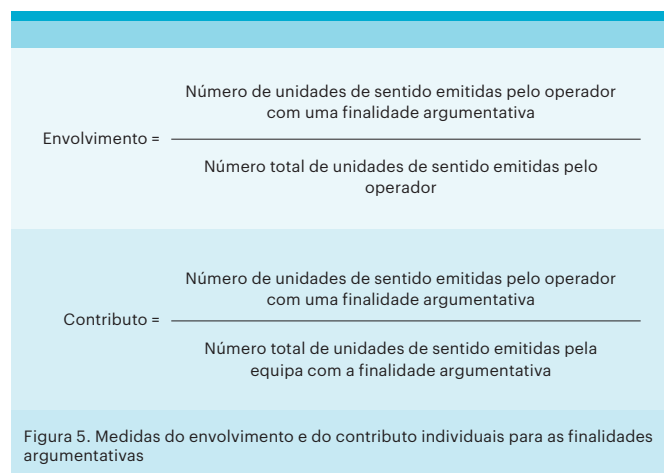 Número de unidades de sentido emitidas pelo operador
com uma finalidade argumentativa
Envolvimento =
Número total de unidades de sentido emitidas pelo
operador
Número de unidades de sentido emitidas pelo operador
com uma finalidade argumentativa
Contributo =
Número total de unidades de sentido emitidas pela
equipa com a finalidade argumentativa
Figura 5. Medidas do envolvimento e do contributo individuais para as finalidades
argumentativas